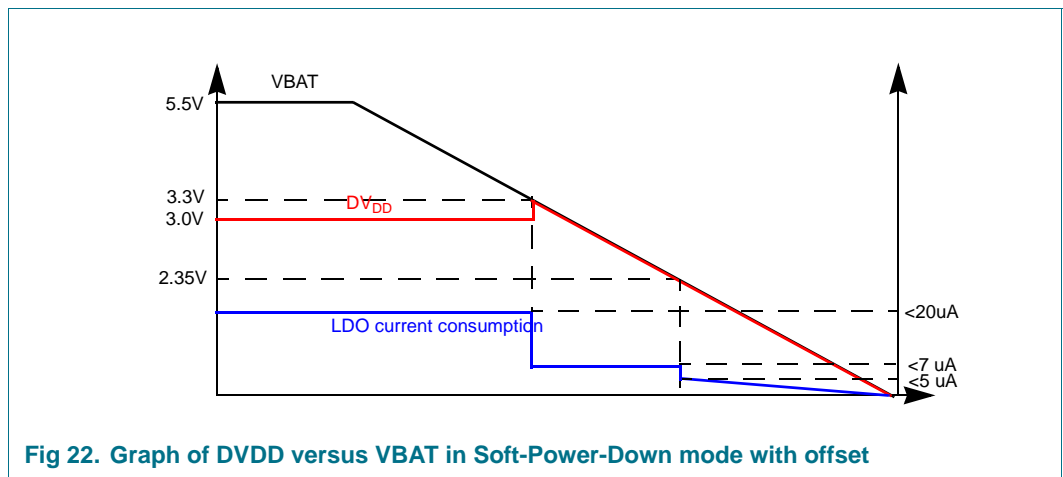 VBAT
5.5V
3.3V
DVDD
3.0V
2.35V
LDO current consumption
<20uA
<7 uA
<5 uA
Fig 22. Graph of DVDD versus VBAT in Soft-Power-Down mode with offset